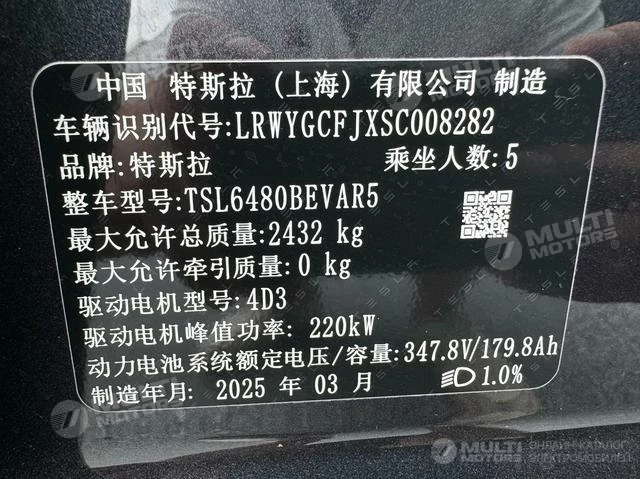 中国 特斯拉（上海）有限公司 制造
车辆识别代号:LRWYGCFJXSC008282
品牌:特斯拉 乘坐人数:5
整车型号:TSL6480BEVAR5
最大允许总质量:2432 kg
最大允许牵引质量:0 kg
驱动电机型号:4D3
驱动电机峰值功率: 220kW
动力电池系统额定电压/容量:347.8V/179.8Ah
制造年月: 2025 年 03 月 1.0%
MULTI MOTORS
ОНЛАЙН-КАТАЛОГ
ЭЛЕКТРОМОБИЛЕЙ